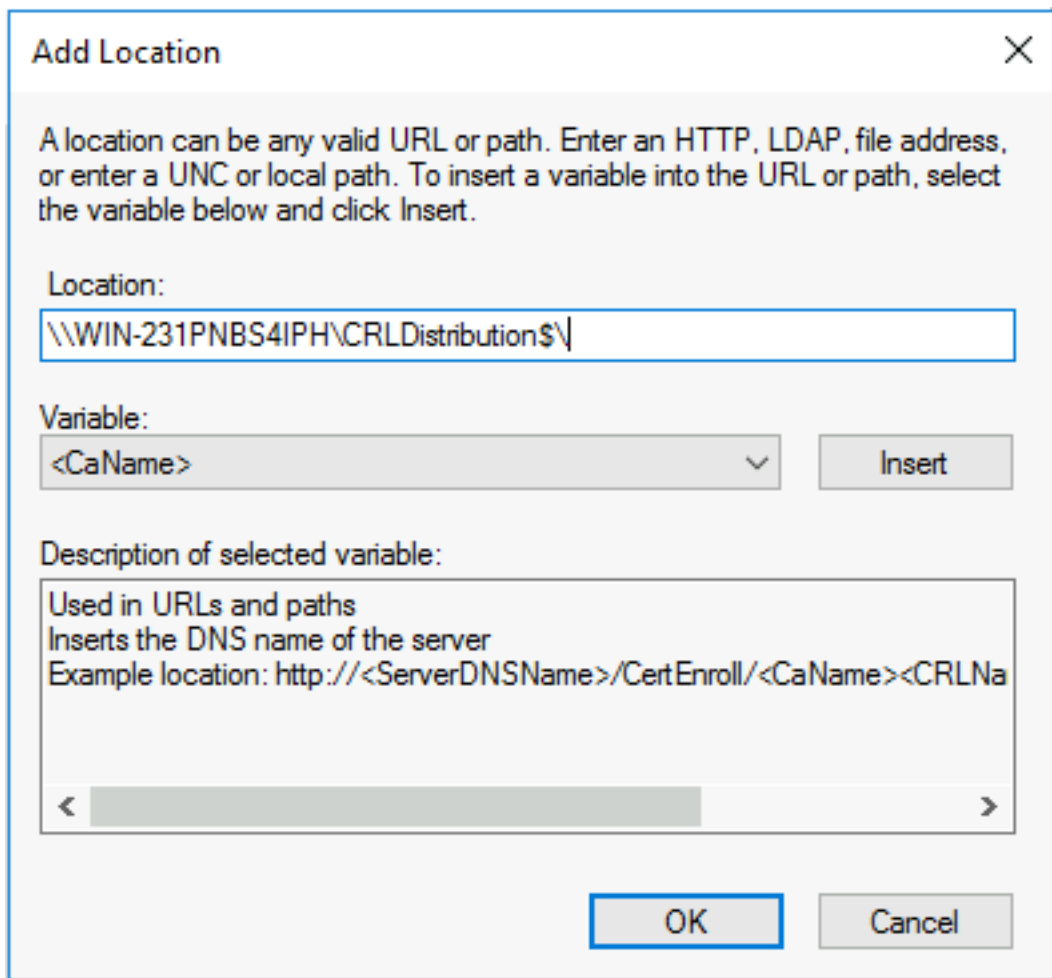 Add Location
A location can be any valid URL or path. Enter an HTTP, LDAP, file address,
or enter a UNC or local path. To insert a variable into the URL or path, select
the variable below and click Insert.
Location:
\\WIN-231PNBS4IPH\CRLDistribution$\
Variable:
<CaName>
Insert
Description of selected variable:
Used in URLs and paths
Inserts the DNS name of the server
Example location: http://<ServerDNSName>/CertEnroll/<CaName><CRLNa
OK
Cancel